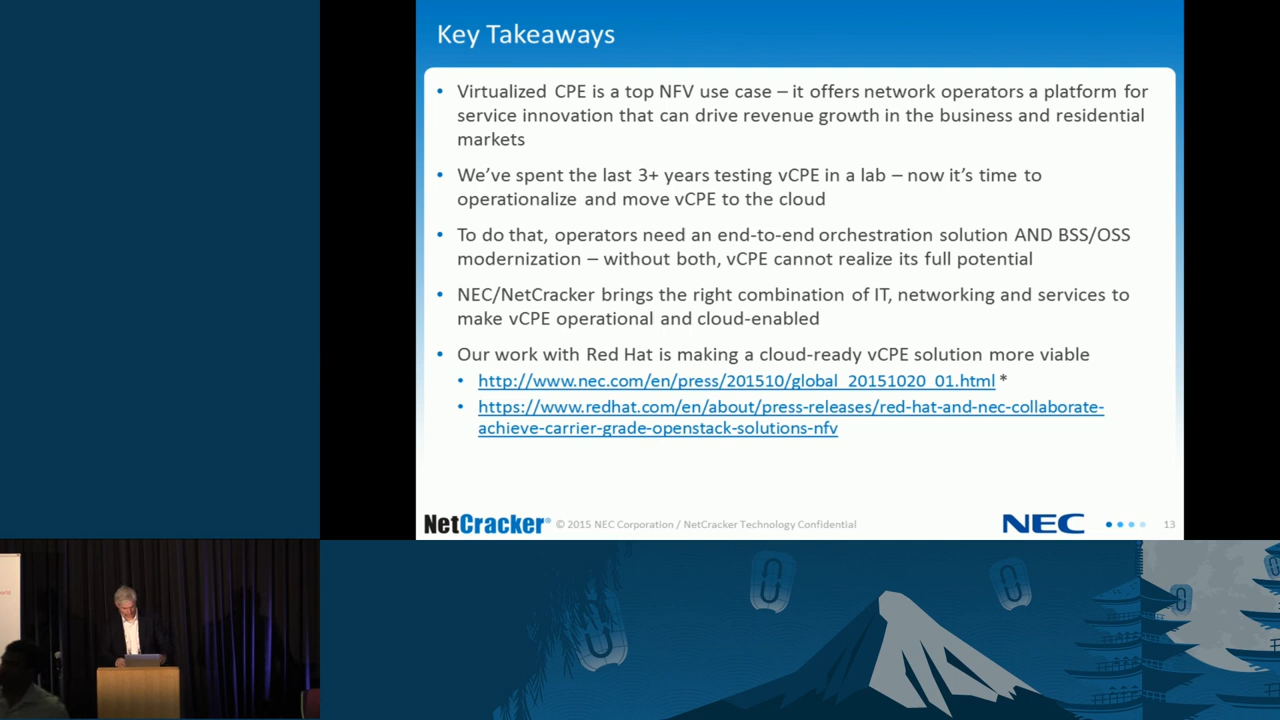 Key Takeaways
• Virtualized CPE is a top NFV use case – it offers network operators a platform for
service innovation that can drive revenue growth in the business and residential
markets
• We've spent the last 3+ years testing vCPE in a lab – now it's time to
operationalize and move vCPE to the cloud
• To do that, operators need an end-to-end orchestration solution AND BSS/OSS
modernization – without both, vCPE cannot realize its full potential
• NEC/NetCracker brings the right combination of IT, networking and services to
make vCPE operational and cloud-enabled
• Our work with Red Hat is making a cloud-ready vCPE solution more viable
• http://www.nec.com/en/press/201510/global_20151020_01.html *
• https://www.redhat.com/en/about/press-releases/red-hat-and-nec-collaborate-
achieve-carrier-grade-openstack-solutions-nfv
NetCracker® © 2015 NEC Corporation / NetCracker Technology Confidential NEC 13